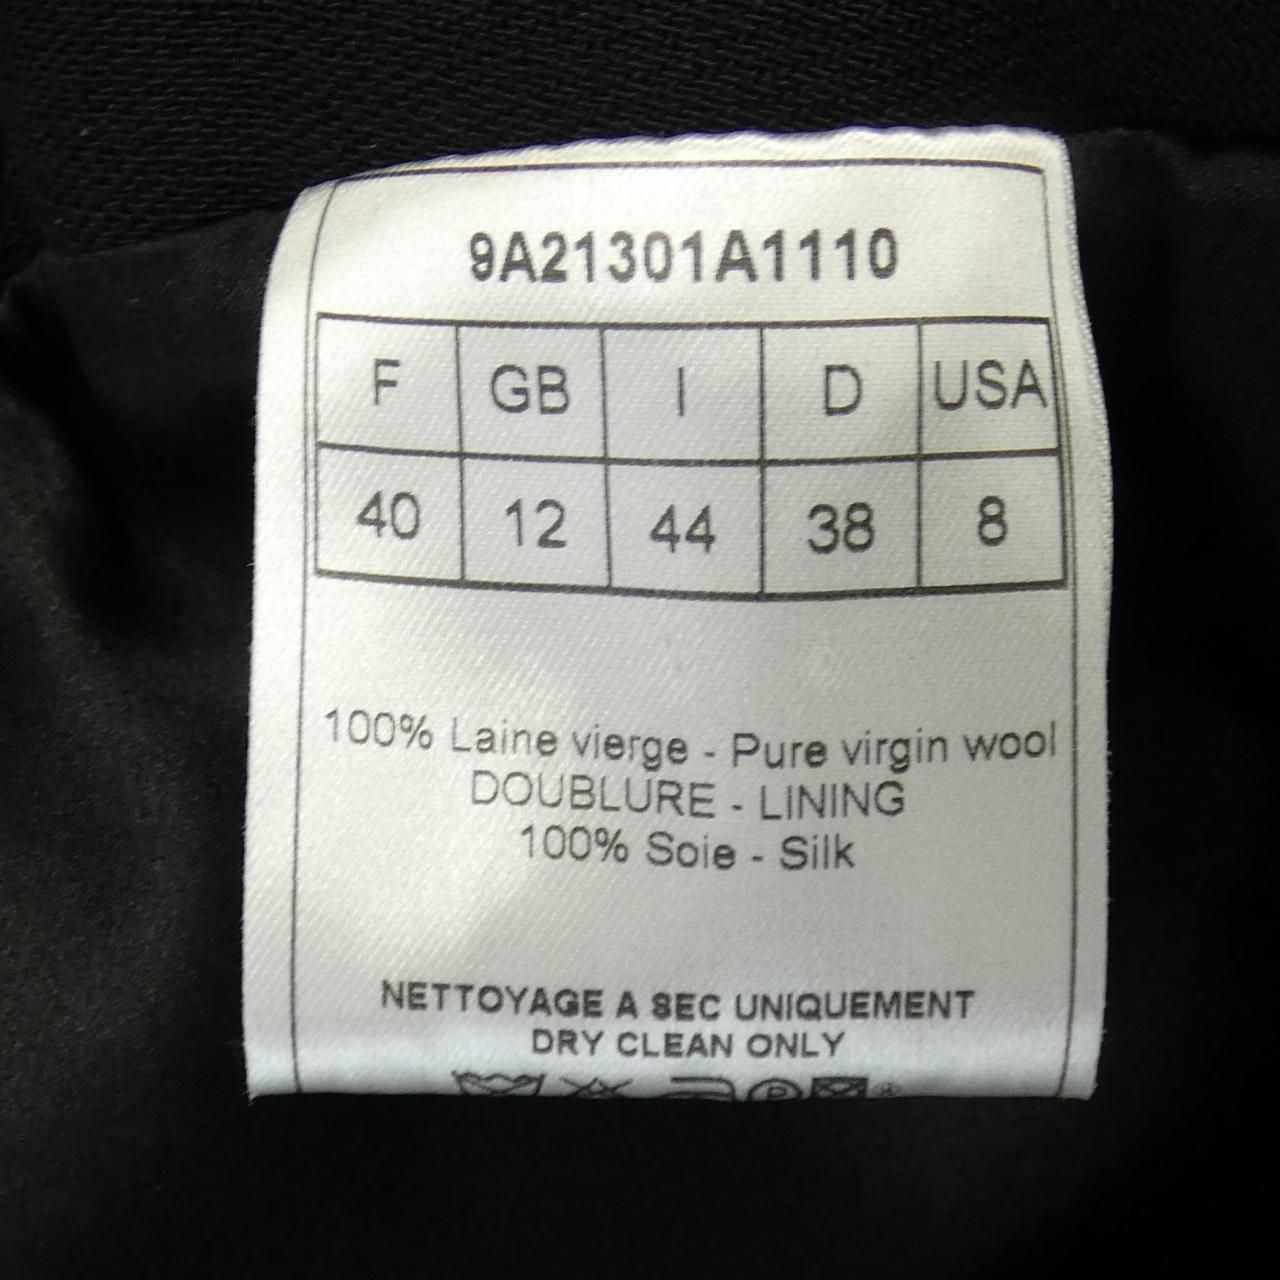 9A21301A1110
F GB I D USA
40 12 44 38 8
100% Laine vierge - Pure virgin wool
DOUBLURE - LINING
100% Soie - Silk
NETTOYAGE A SEC UNIQUEMENT
DRY CLEAN ONLY
P